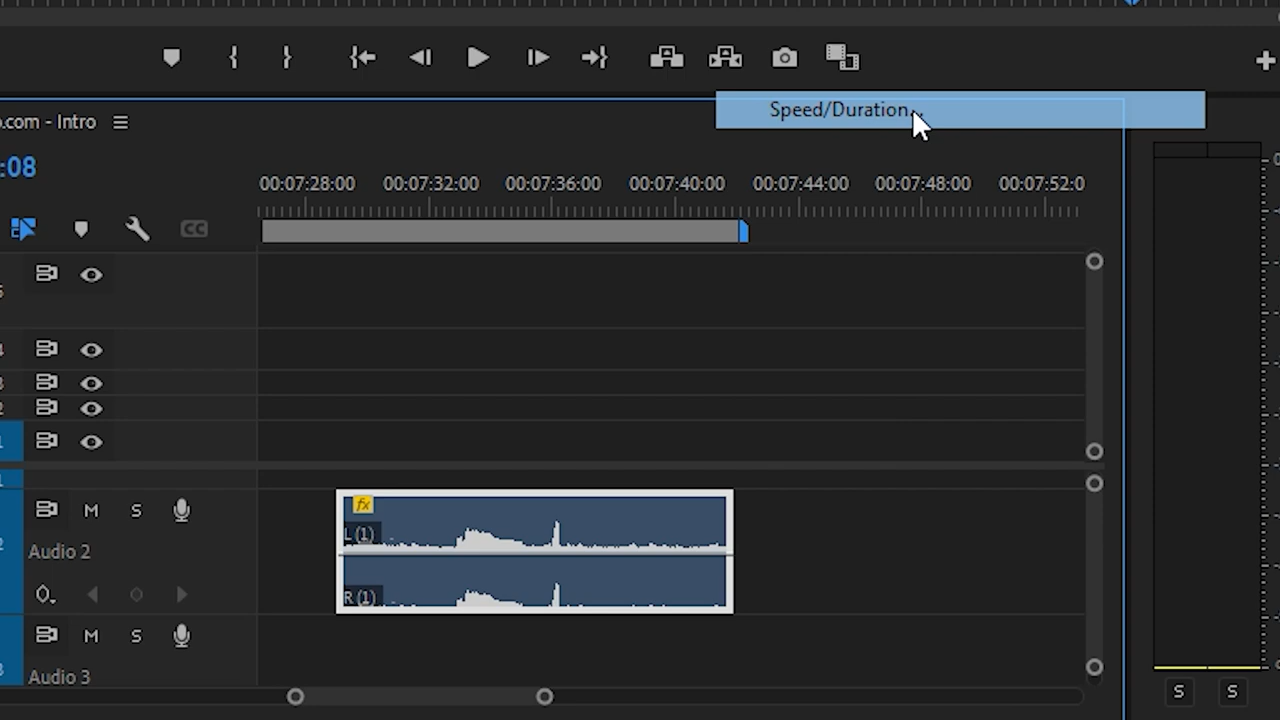 Speed/Duration...
.com - Intro
:08
00:07:28:00 00:07:32:00 00:07:36:00 00:07:40:00 00:07:44:00 00:07:48:00 00:07:52:0
CC
fx
L (1)
M S
Audio 2
R (1)
M S
Audio 3
S S